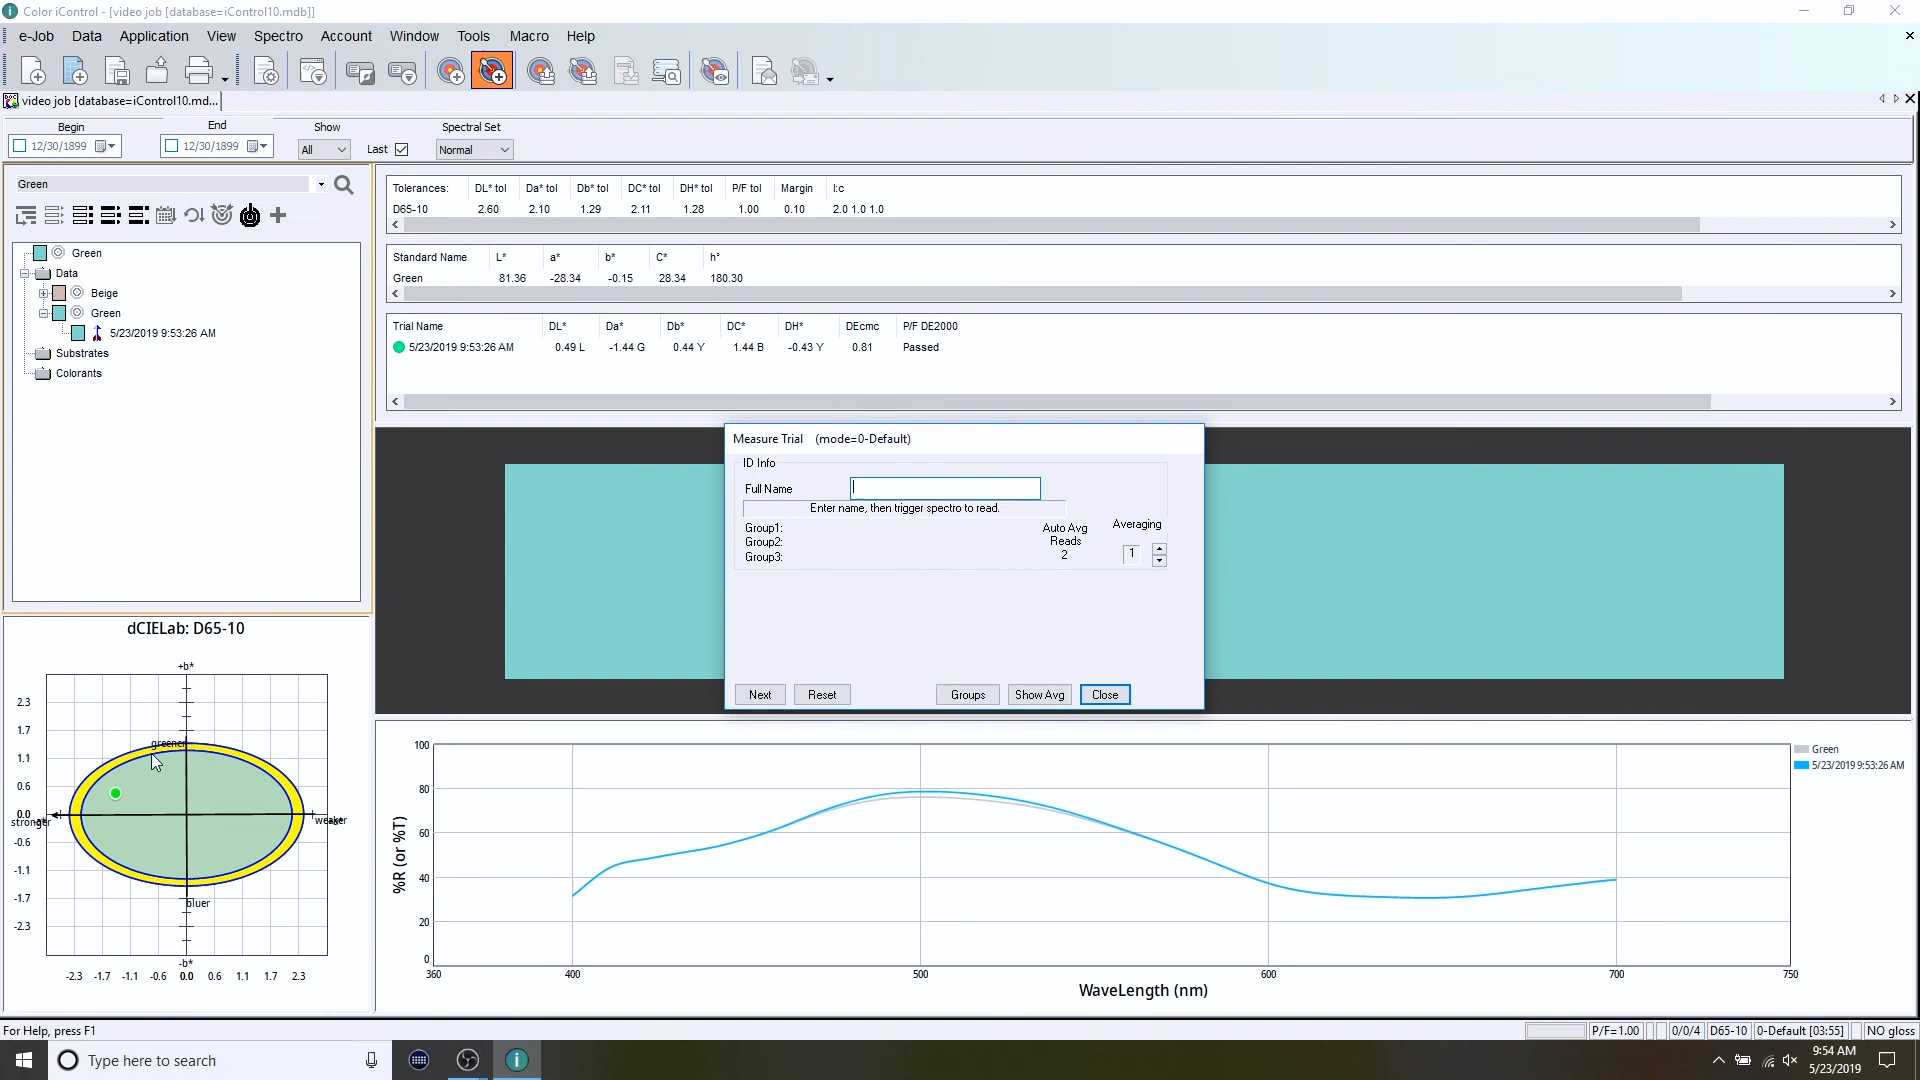 Color iControl - [video job [database=iControl10.mdb]]
e-Job Data Application View Spectro Account Window Tools Macro Help
video job [database=iControl10.md...
Begin End Show Spectral Set
12/30/1899 12/30/1899 All Last Normal
Green
Green
Data
Beige
Green
5/23/2019 9:53:26 AM
Substrates
Colorants
Tolerances: DL* tol Da* tol Db* tol DC* tol DH* tol P/F tol Margin l:c
D65-10 2.60 2.10 1.29 2.11 1.28 1.00 0.10 2.0 1.0 1.0
Standard Name L* a* b* C* h°
Green 81.36 -28.34 -0.15 28.34 180.30
Trial Name DL* Da* Db* DC* DH* DEcmc P/F DE2000
5/23/2019 9:53:26 AM 0.49 L -1.44 G 0.44 Y 1.44 B -0.43 Y 0.81 Passed
Measure Trial (mode=0-Default)
ID Info
Full Name
Enter name, then trigger spectro to read.
Group1:
Group2:
Group3:
Auto Avg
Reads
2
Averaging
1
Next Reset Groups Show Avg Close
dCIELab: D65-10
+b*
2.3
1.7
1.1
0.6
0.0
-0.6
-1.1
-1.7
-2.3
greener
stronger
weaker
bluer
-b*
-2.3 -1.7 -1.1 -0.6 0.0 0.6 1.1 1.7 2.3
%R (or %T)
100
80
60
40
20
0
360 400 500 600 700 750
WaveLength (nm)
Green
5/23/2019 9:53:26 AM
For Help, press F1
P/F=1.00 0/0/4 D65-10 0-Default [03:55] NO gloss
Type here to search
9:54 AM
5/23/2019